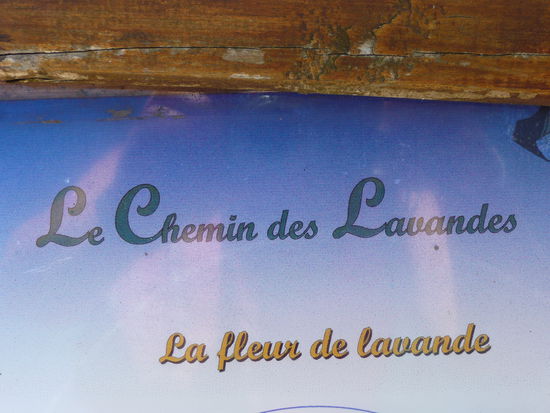 Le Chemin des Lavandes
La fleur de lavande